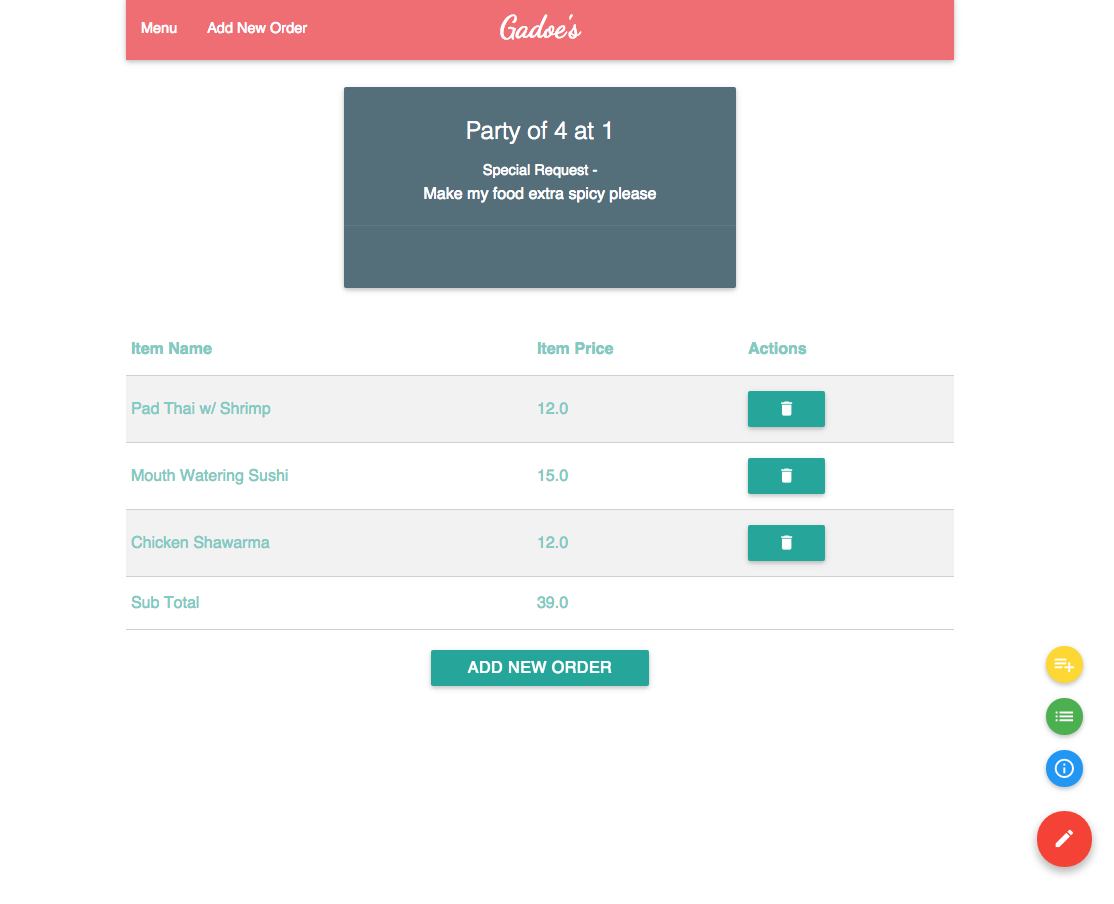 Menu Add New Order Gadoe's
Party of 4 at 1
Special Request -
Make my food extra spicy please
Item Name Item Price Actions
Pad Thai w/ Shrimp 12.0
Mouth Watering Sushi 15.0
Chicken Shawarma 12.0
Sub Total 39.0
ADD NEW ORDER